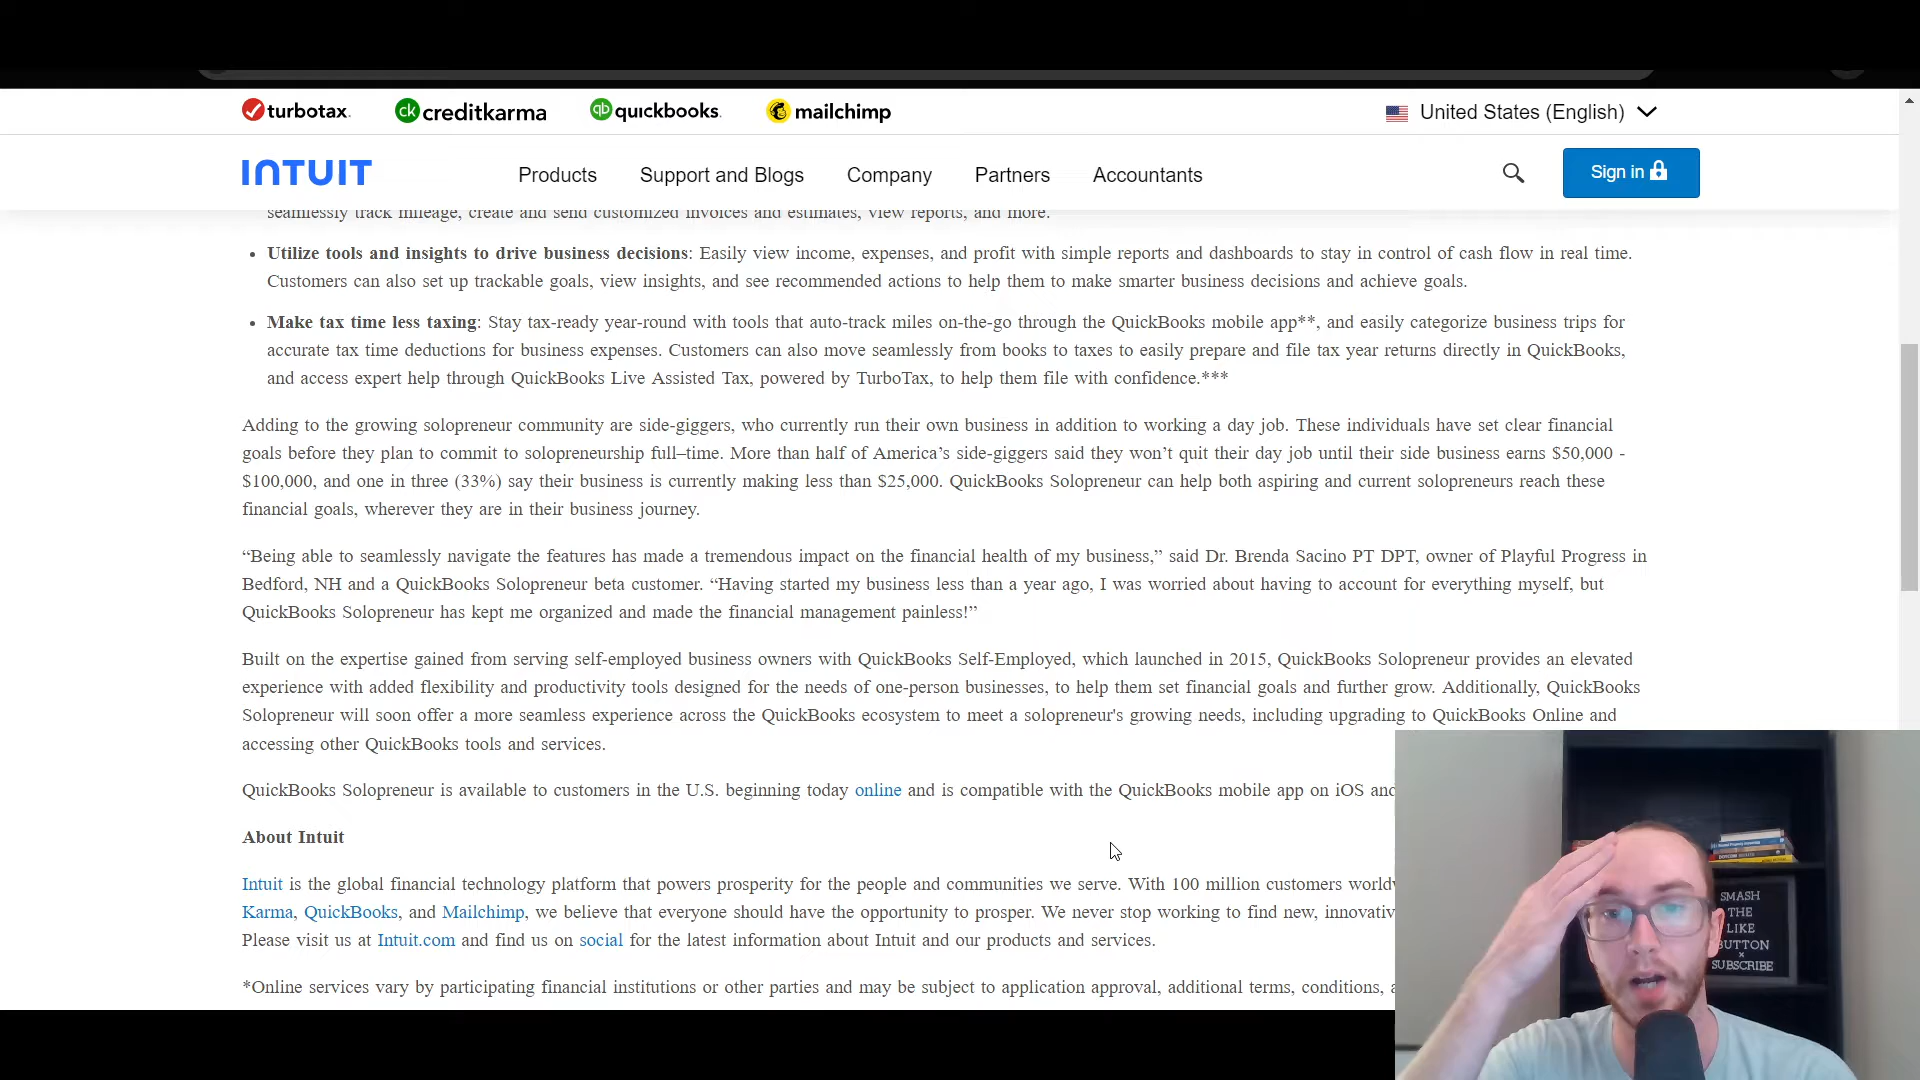 turbotax
creditkarma
quickbooks
mailchimp
United States (English)
INTUIT
Products
Support and Blogs
Company
Partners
Accountants
Sign in
seamlessly track mileage, create and send customized invoices and estimates, view reports, and more.
• Utilize tools and insights to drive business decisions: Easily view income, expenses, and profit with simple reports and dashboards to stay in control of cash flow in real time.
Customers can also set up trackable goals, view insights, and see recommended actions to help them to make smarter business decisions and achieve goals.
• Make tax time less taxing: Stay tax-ready year-round with tools that auto-track miles on-the-go through the QuickBooks mobile app**, and easily categorize business trips for
accurate tax time deductions for business expenses. Customers can also move seamlessly from books to taxes to easily prepare and file tax year returns directly in QuickBooks,
and access expert help through QuickBooks Live Assisted Tax, powered by TurboTax, to help them file with confidence.***
Adding to the growing solopreneur community are side-giggers, who currently run their own business in addition to working a day job. These individuals have set clear financial
goals before they plan to commit to solopreneurship full–time. More than half of America’s side-giggers said they won’t quit their day job until their side business earns $50,000 -
$100,000, and one in three (33%) say their business is currently making less than $25,000. QuickBooks Solopreneur can help both aspiring and current solopreneurs reach these
financial goals, wherever they are in their business journey.
“Being able to seamlessly navigate the features has made a tremendous impact on the financial health of my business,” said Dr. Brenda Sacino PT DPT, owner of Playful Progress in
Bedford, NH and a QuickBooks Solopreneur beta customer. “Having started my business less than a year ago, I was worried about having to account for everything myself, but
QuickBooks Solopreneur has kept me organized and made the financial management painless!”
Built on the expertise gained from serving self-employed business owners with QuickBooks Self-Employed, which launched in 2015, QuickBooks Solopreneur provides an elevated
experience with added flexibility and productivity tools designed for the needs of one-person businesses, to help them set financial goals and further grow. Additionally, QuickBooks
Solopreneur will soon offer a more seamless experience across the QuickBooks ecosystem to meet a solopreneur's growing needs, including upgrading to QuickBooks Online and
accessing other QuickBooks tools and services.
QuickBooks Solopreneur is available to customers in the U.S. beginning today online and is compatible with the QuickBooks mobile app on iOS
About Intuit
Intuit is the global financial technology platform that powers prosperity for the people and communities we serve. With 100 million customers
Karma, QuickBooks, and Mailchimp, we believe that everyone should have the opportunity to prosper. We never stop working to find new,
Please visit us at Intuit.com and find us on social for the latest information about Intuit and our products and services.
*Online services vary by participating financial institutions or other parties and may be subject to application approval, additional terms, conditions,
SMASH
THE
LIKE
BUTTON
×
SUBSCRIBE